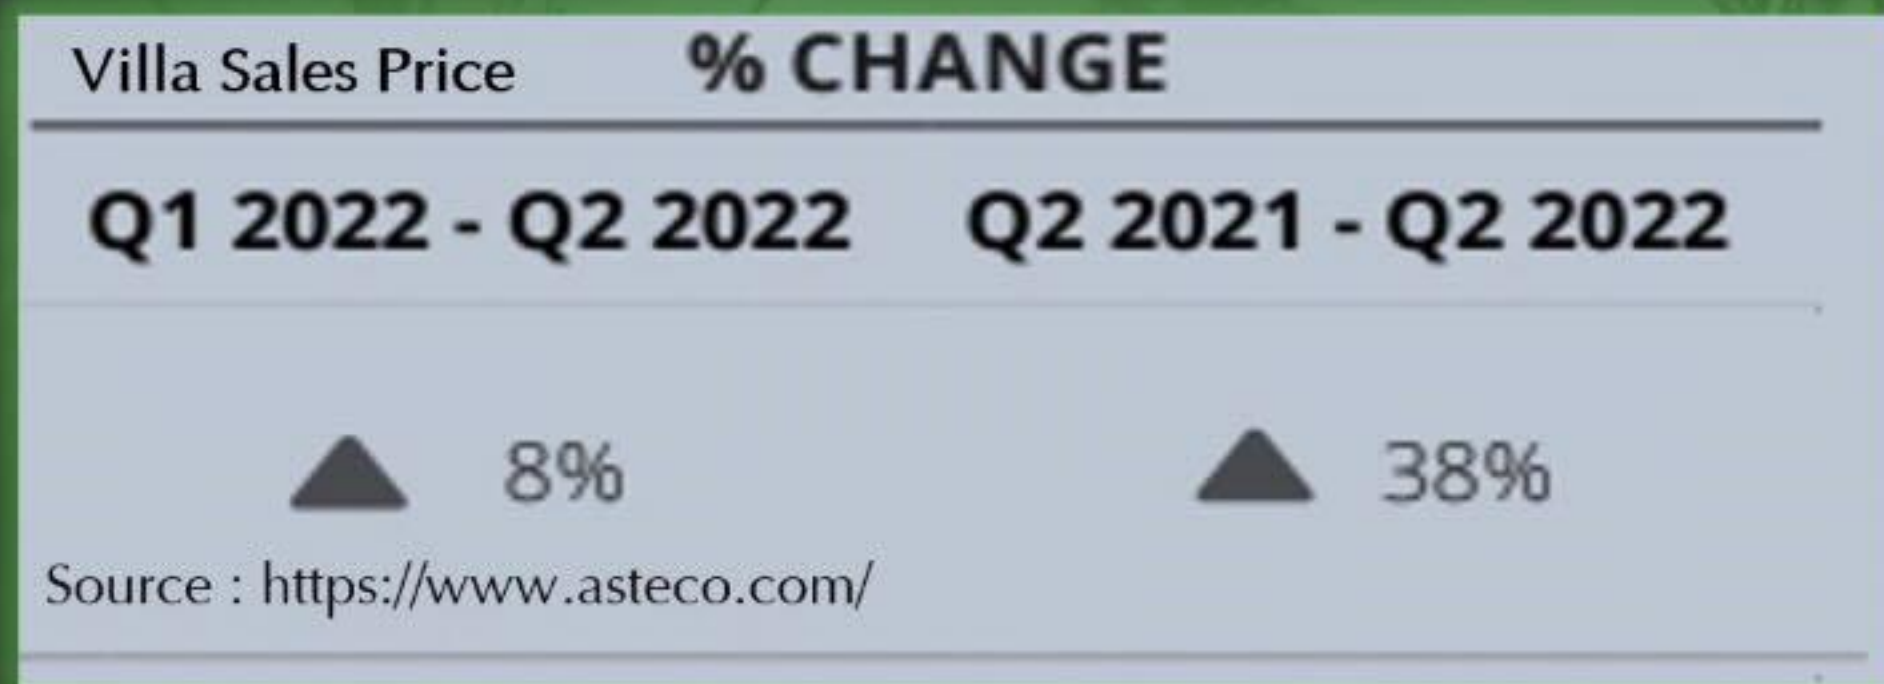 Villa Sales Price % CHANGE
Q1 2022 - Q2 2022 Q2 2021 - Q2 2022
▲ 8% ▲ 38%
Source : https://www.asteco.com/